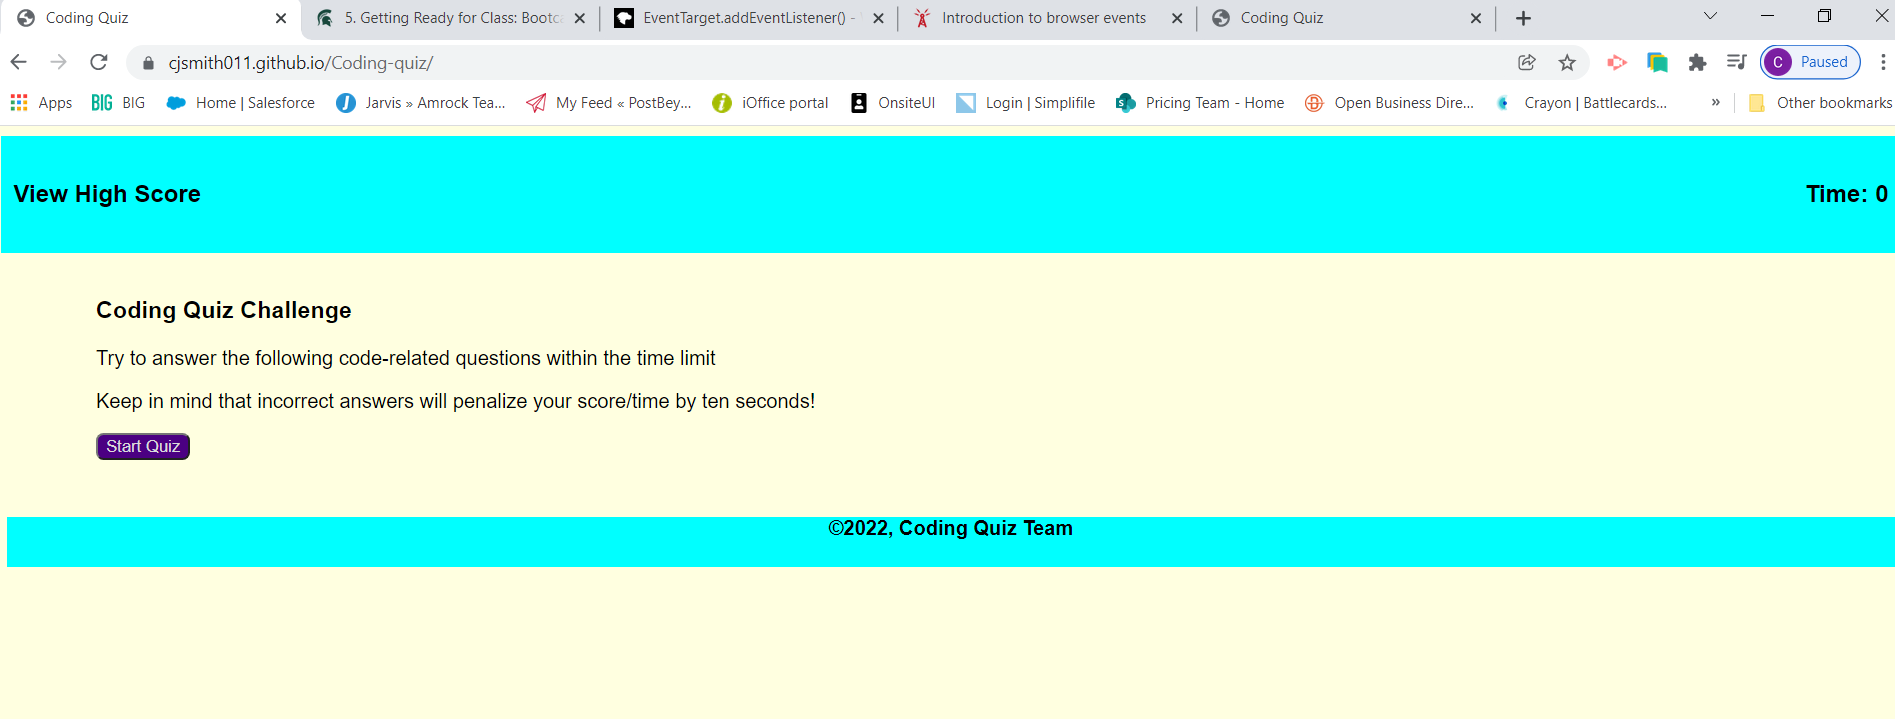 Coding Quiz
5. Getting Ready for Class: Bootc
EventTarget.addEventListener() -
Introduction to browser events
Coding Quiz
cjsmith011.github.io/Coding-quiz/
C Paused
Apps
BIG BIG
Home | Salesforce
Jarvis » Amrock Tea...
My Feed « PostBey...
iOffice portal
OnsiteUI
Login | Simplifile
Pricing Team - Home
Open Business Dire...
Crayon | Battlecards...
»
Other bookmarks
View High Score
Time: 0
Coding Quiz Challenge
Try to answer the following code-related questions within the time limit
Keep in mind that incorrect answers will penalize your score/time by ten seconds!
Start Quiz
©2022, Coding Quiz Team